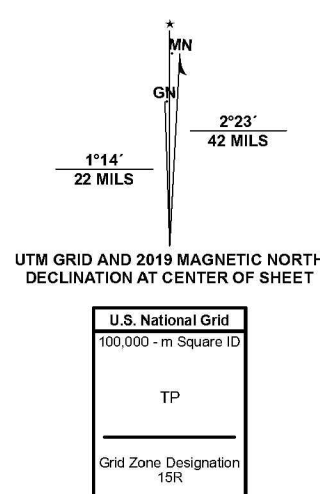 MN
GN
2°23´
42 MILS
1°14´
22 MILS
UTM GRID AND 2019 MAGNETIC NORTH
DECLINATION AT CENTER OF SHEET
U.S. National Grid
100,000 - m Square ID
TP
Grid Zone Designation
15R